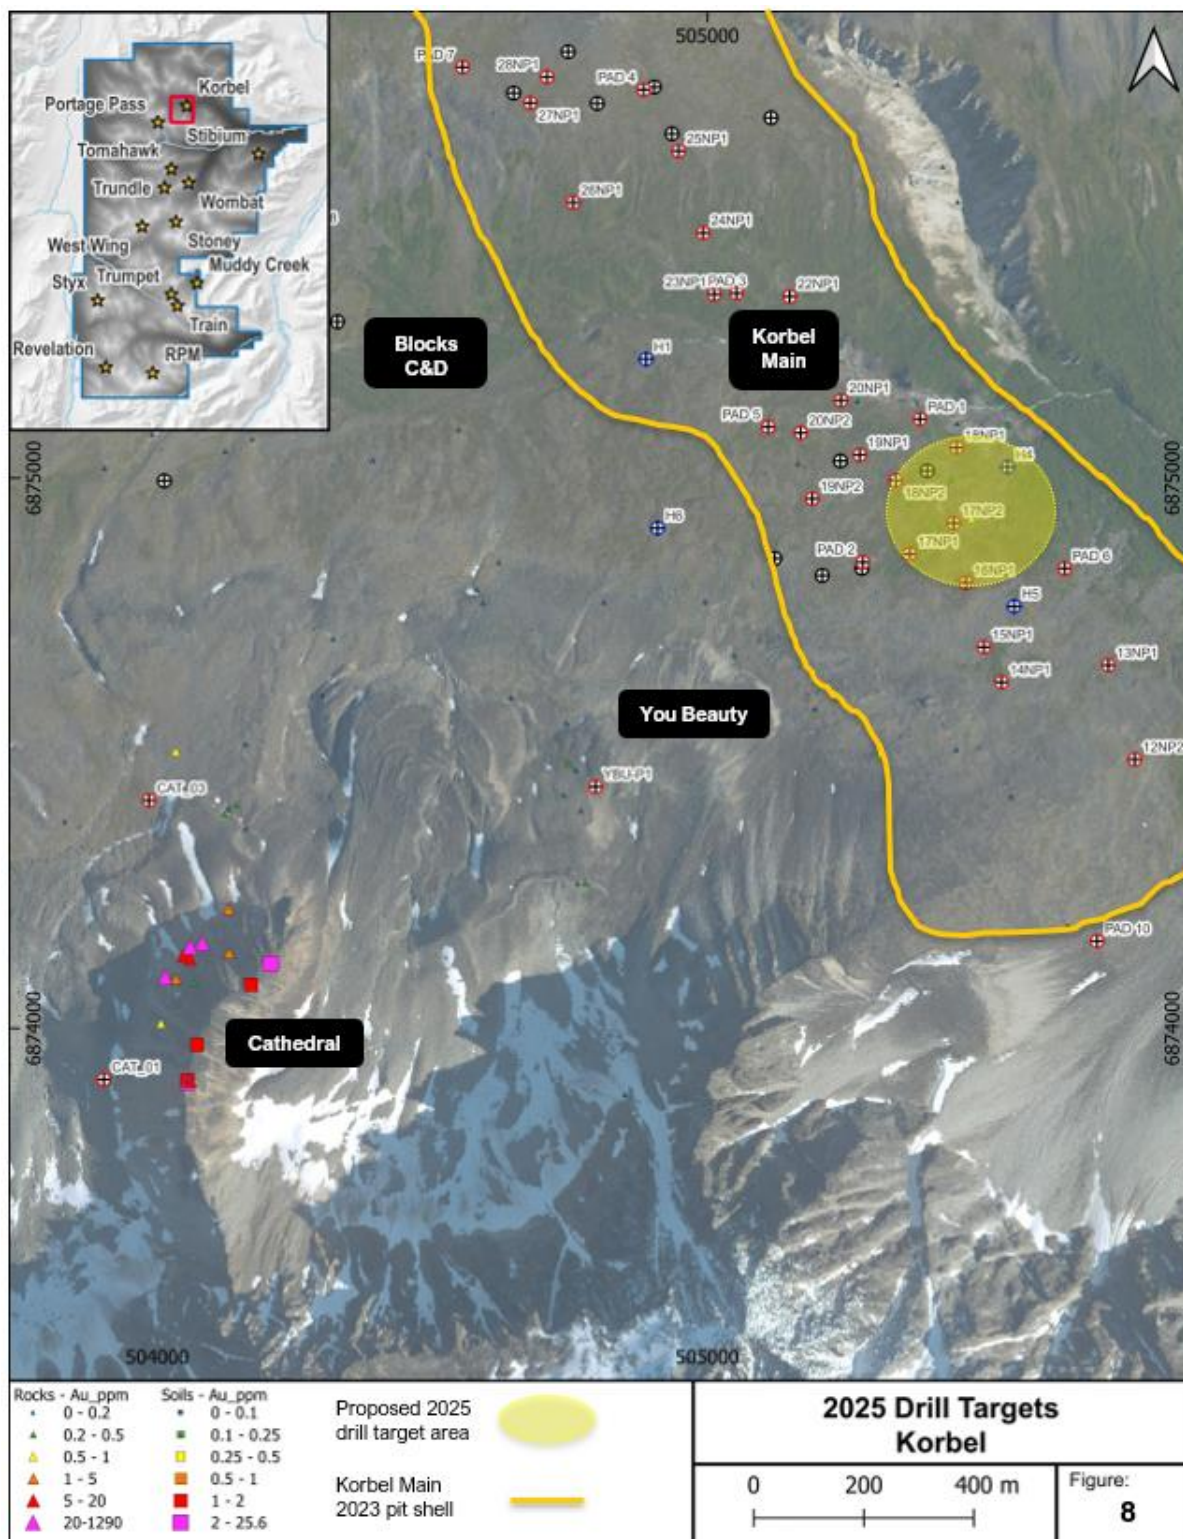 505000
Korbel
Portage Pass
Stibium
Tomahawk
Trundle
Wombat
West Wing
Stoney
Muddy Creek
Styx
Trumpet
Train
Revelation
RPM
PAD 7
28NP1
PAD 4
27NP1
25NP1
26NP1
24NP1
23NP1
PAD 3
22NP1
Blocks
C&D
Korbel
Main
H1
20NP1
PAD 1
PAD 5
20NP2
18NP1
19NP1
H4
6875000
6875000
18NP2
19NP2
17NP2
H6
17NP1
PAD 2
PAD 6
16NP1
H5
15NP1
13NP1
14NP1
You Beauty
12NP2
CAT_03
PAD 10
6874000
6874000
Cathedral
CAT_01
504000
505000
Rocks - Au_ppm
0 - 0.2
0.2 - 0.5
0.5 - 1
1 - 5
5 - 20
20-1290
Soils - Au_ppm
0 - 0.1
0.1 - 0.25
0.25 - 0.5
0.5 - 1
1 - 2
2 - 25.6
Proposed 2025
drill target area
Korbel Main
2023 pit shell
2025 Drill Targets
Korbel
0 200 400 m
Figure:
8